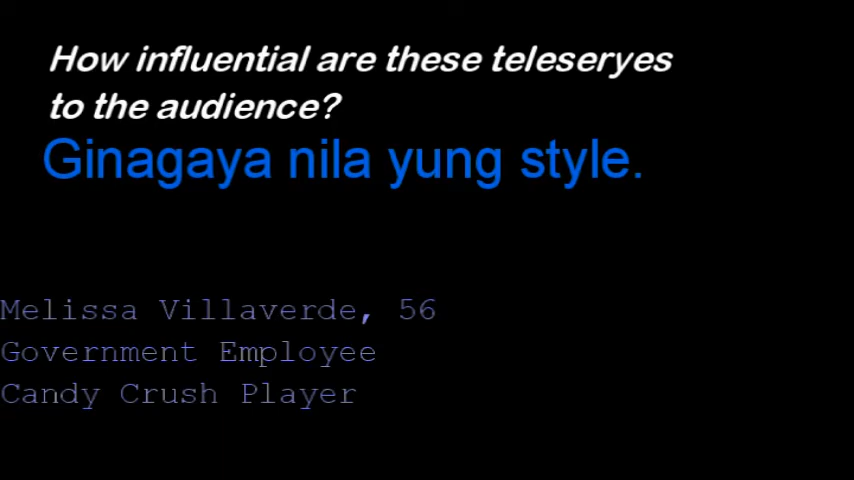 How influential are these teleseryes
to the audience?
Ginagaya nila yung style.
Melissa Villaverde, 56
Government Employee
Candy Crush Player